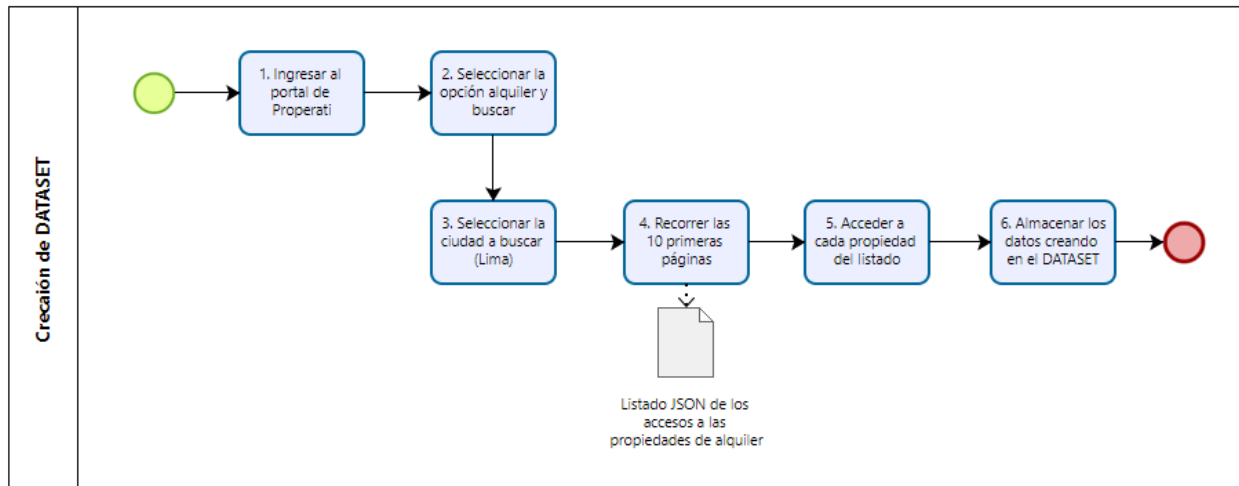 Crecaión de DATASET
1. Ingresar al
portal de
Properati
2. Seleccionar la
opción alquiler y
buscar
3. Seleccionar la
ciudad a buscar
(Lima)
4. Recorrer las
10 primeras
páginas
5. Acceder a
cada propiedad
del listado
6. Almacenar los
datos creando
en el DATASET
Listado JSON de los
accesos a las
propiedades de alquiler